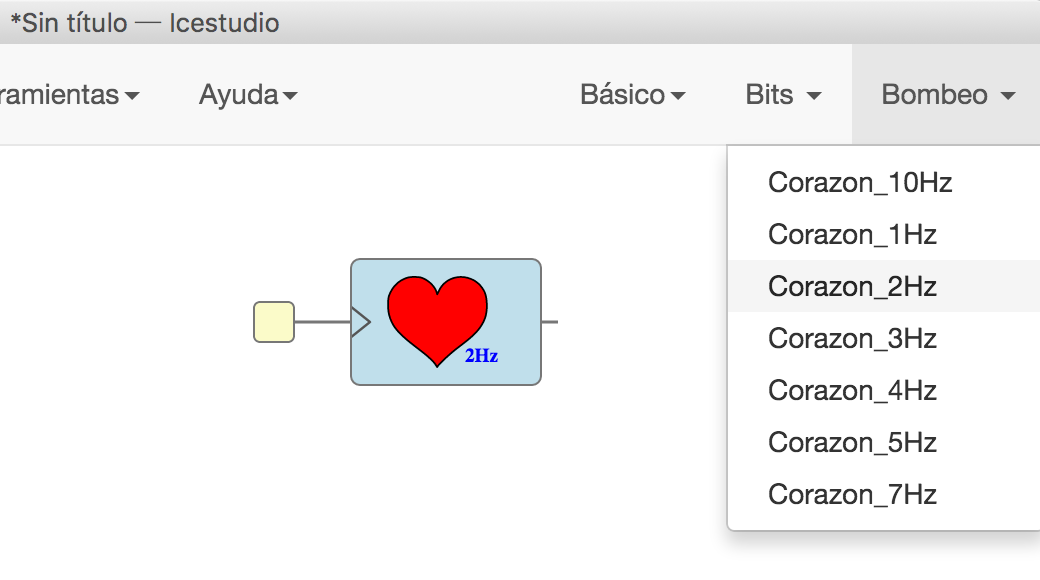 *Sin título — Icestudio
ramientas Ayuda Básico Bits Bombeo
Corazon_10Hz
Corazon_1Hz
Corazon_2Hz
Corazon_3Hz
2Hz
Corazon_4Hz
Corazon_5Hz
Corazon_7Hz